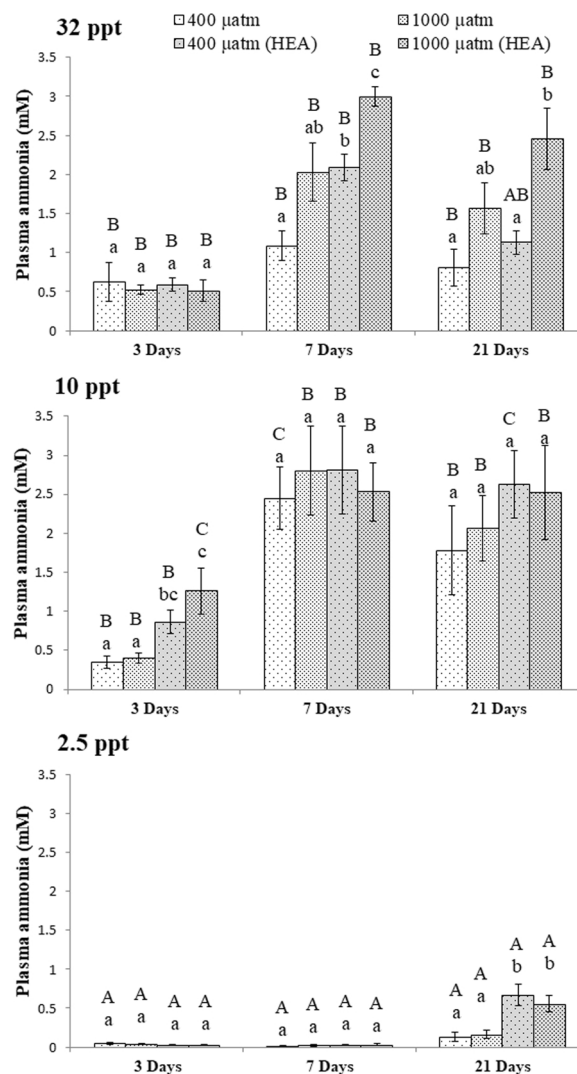 32 ppt
400 µatm
1000 µatm
400 µatm (HEA)
1000 µatm (HEA)
Plasma ammonia (mM)
3.5
3
2.5
2
1.5
1
0.5
0
B
a
B
a
B
a
B
a
B
a
B
ab
B
b
B
c
B
a
B
ab
AB
a
B
b
3 Days
7 Days
21 Days
10 ppt
Plasma ammonia (mM)
3.5
3
2.5
2
1.5
1
0.5
0
B
a
B
a
B
bc
C
c
C
a
B
a
B
a
B
a
B
a
B
a
C
a
B
a
3 Days
7 Days
21 Days
2.5 ppt
Plasma ammonia (mM)
3.5
3
2.5
2
1.5
1
0.5
0
A
a
A
a
A
a
A
a
A
a
A
a
A
a
A
a
A
a
A
a
A
b
A
b
3 Days
7 Days
21 Days